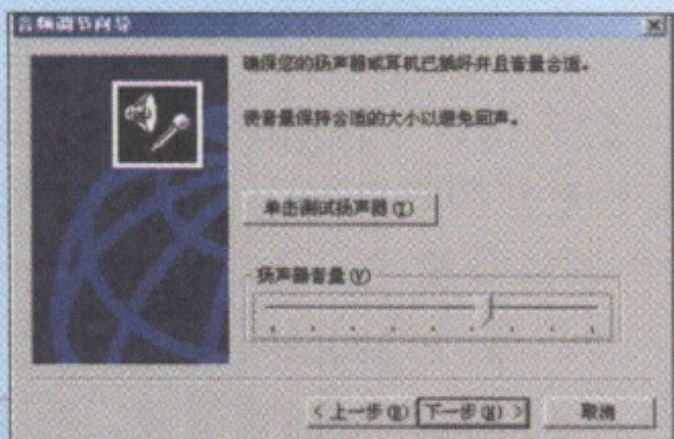 音频调节向导
确保您的扬声器或耳机已插好并且音量合适。
使音量保持合适的大小以避免回声。
单击测试扬声器(T)
扬声器音量(V)
<上一步(B) 下一步(N)> 取消